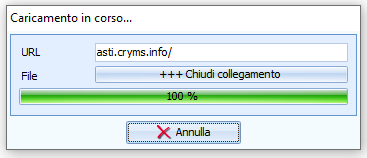 Caricamento in corso...
URL asti.cryms.info/
File +++ Chiudi collegamento
100 %
Annulla